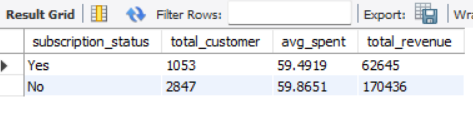 Result Grid Filter Rows: Export: Wra
subscription_status total_customer avg_spent total_revenue
Yes 1053 59.4919 62645
No 2847 59.8651 170436